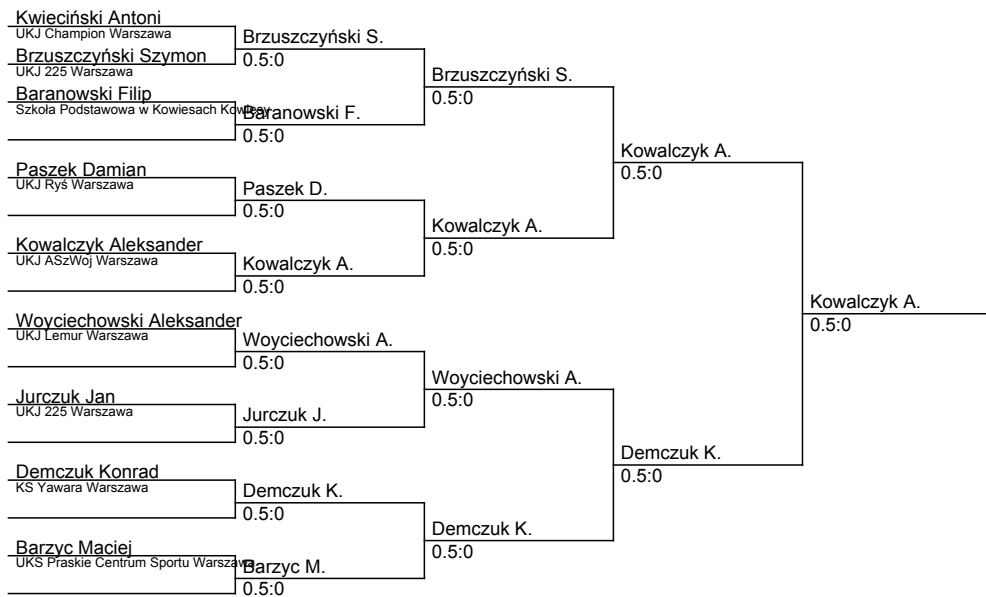 Kwieciński Antoni
UKJ Champion Warszawa
Brzuszczyński Szymon
UKJ 225 Warszawa
Baranowski Filip
Szkoła Podstawowa w Kowiesach Kowiesy
Paszek Damian
UKJ Ryś Warszawa
Kowalczyk Aleksander
UKJ ASzWoj Warszawa
Woyciechowski Aleksander
UKJ Lemur Warszawa
Jurczuk Jan
UKJ 225 Warszawa
Demczuk Konrad
KS Yawara Warszawa
Barzyc Maciej
UKS Praskie Centrum Sportu Warszawa
Brzuszczyński S.
0.5:0
Baranowski F.
0.5:0
Paszek D.
0.5:0
Kowalczyk A.
0.5:0
Woyciechowski A.
0.5:0
Jurczuk J.
0.5:0
Demczuk K.
0.5:0
Barzyc M.
0.5:0
Brzuszczyński S.
0.5:0
Kowalczyk A.
0.5:0
Woyciechowski A.
0.5:0
Demczuk K.
0.5:0
Kowalczyk A.
0.5:0
Demczuk K.
0.5:0
Kowalczyk A.
0.5:0